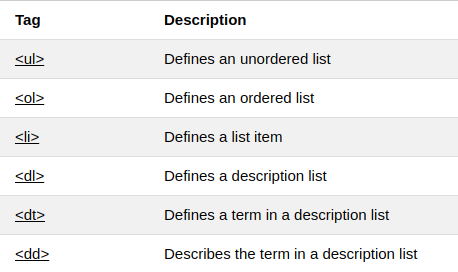 Tag Description
<ul> Defines an unordered list
<ol> Defines an ordered list
<li> Defines a list item
<dl> Defines a description list
<dt> Defines a term in a description list
<dd> Describes the term in a description list